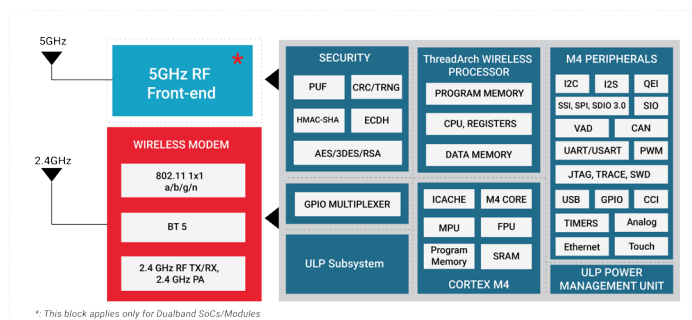 5GHz
5GHz RF
Front-end
*
2.4GHz
WIRELESS MODEM
802.11 1x1
a/b/g/n
BT 5
2.4 GHz RF TX/RX,
2.4 GHz PA
SECURITY
PUF
CRC/TRNG
HMAC-SHA
ECDH
AES/3DES/RSA
GPIO MULTIPLEXER
ULP Subsystem
ThreadArch WIRELESS
PROCESSOR
PROGRAM MEMORY
CPU, REGISTERS
DATA MEMORY
ICACHE
M4 CORE
MPU
FPU
Program
Memory
SRAM
CORTEX M4
M4 PERIPHERALS
I2C
I2S
QEI
SSI, SPI, SDIO 3.0
SIO
VAD
CAN
UART/USART
PWM
JTAG, TRACE, SWD
USB
GPIO
CCI
TIMERS
Analog
Ethernet
Touch
ULP POWER
MANAGEMENT UNIT
*: This block applies only for Dualband SoCs/Modules